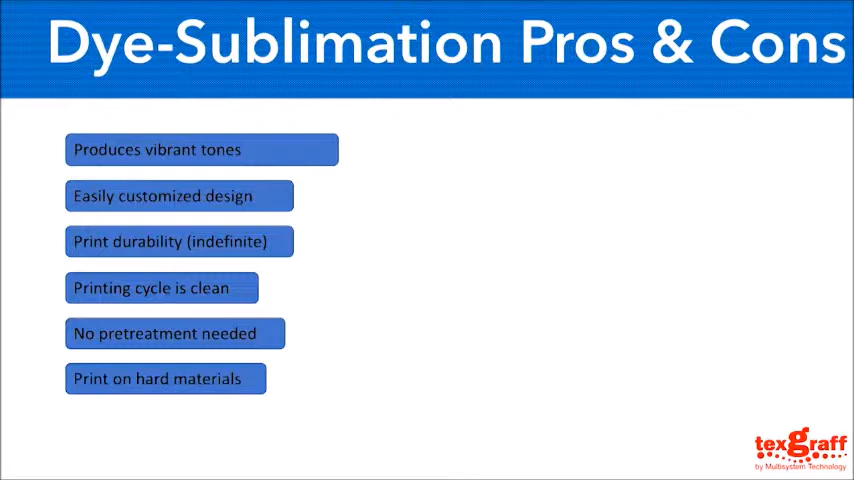 Dye-Sublimation Pros & Cons
Produces vibrant tones
Easily customized design
Print durability (indefinite)
Printing cycle is clean
No pretreatment needed
Print on hard materials
texgraff
by Multisystem Technology